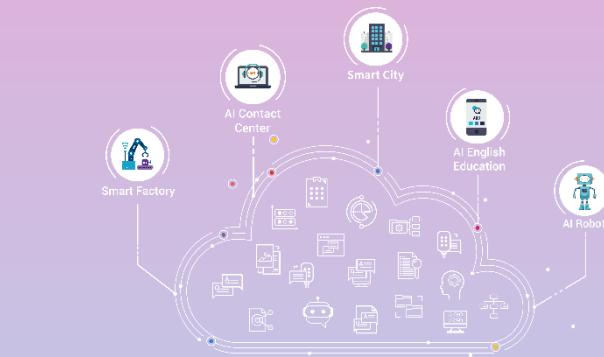 Smart City
AI Contact
Center
AI English
Education
Smart Factory
AI Robot